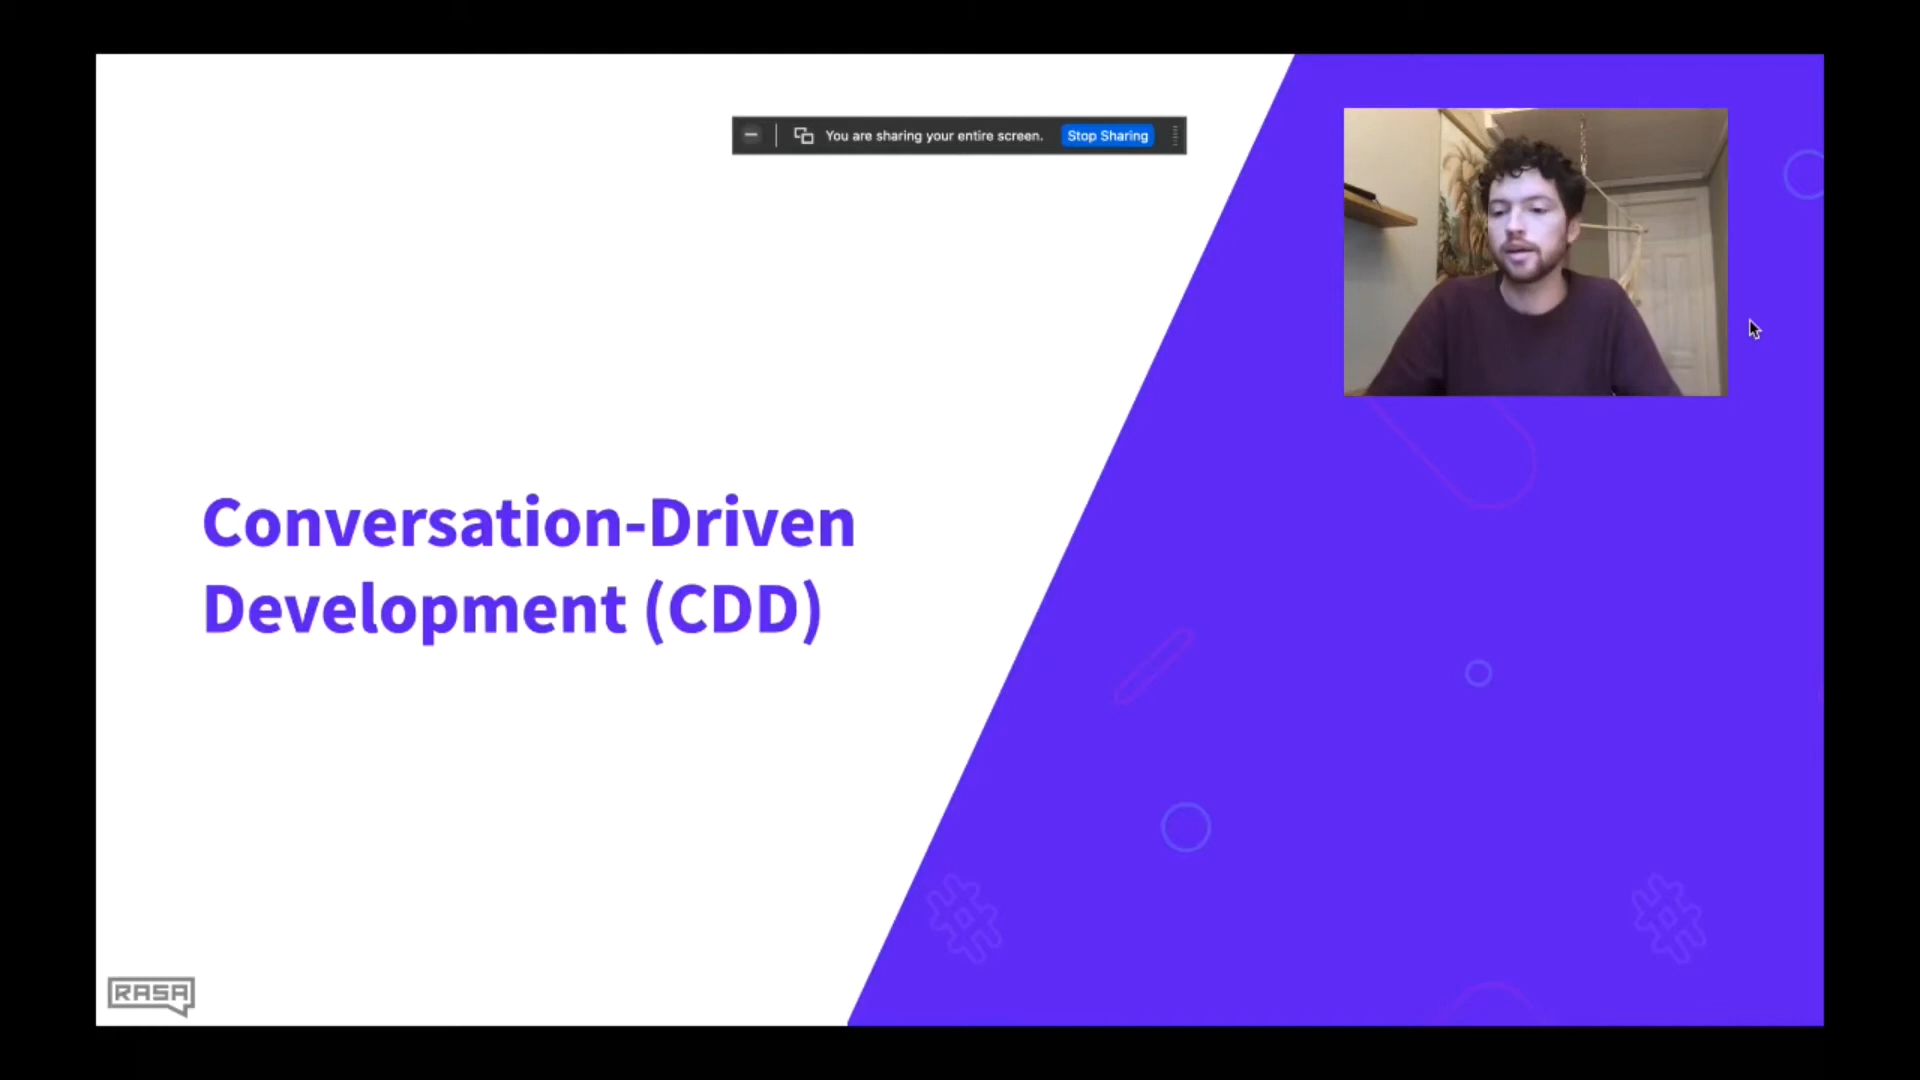 You are sharing your entire screen. Stop Sharing
Conversation-Driven
Development (CDD)
RASA